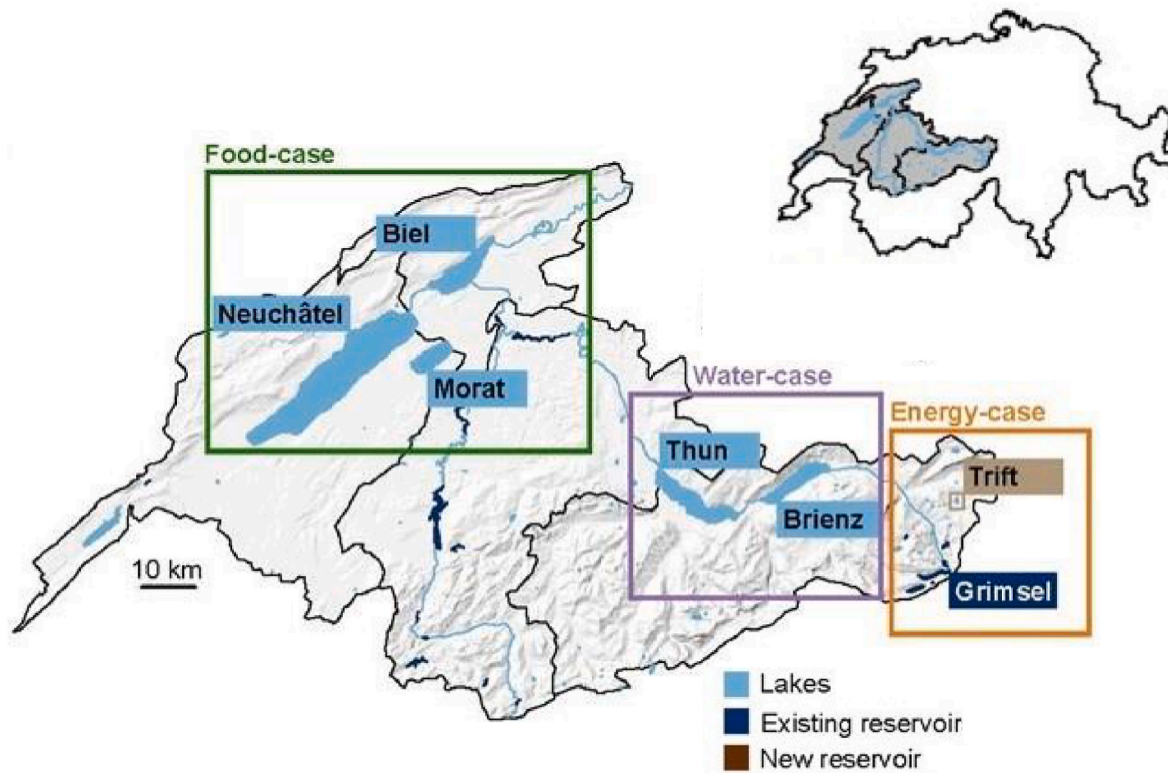 Food-case
Biel
Neuchâtel
Morat
Water-case
Energy-case
Thun
Trift
Brienz
10 km
Grimsel
Lakes
Existing reservoir
New reservoir